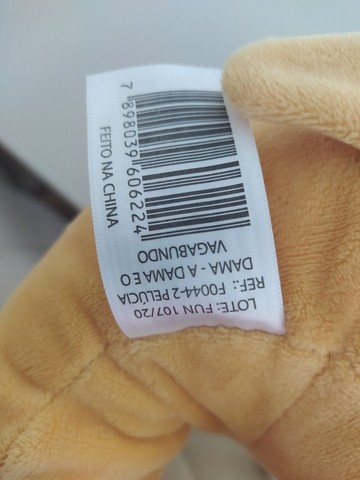 LOTE: FUN 107/20
REF.: F0044-2 PELÚCIA
DAMA - A DAMA E O
VAGABUNDO
7 898039 606224
FEITO NA CHINA